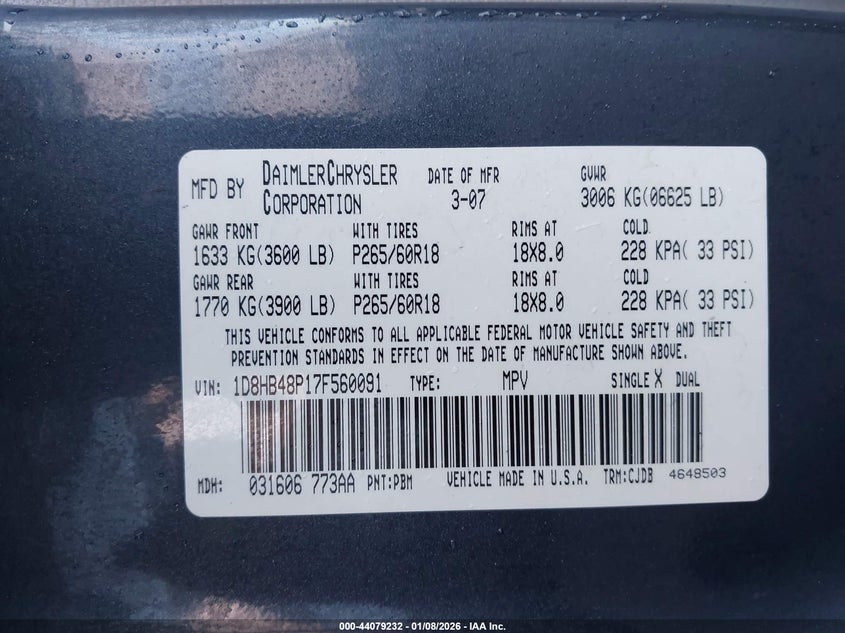 MFD BY DAIMLERCHRYSLER CORPORATION DATE OF MFR 3-07 GVWR 3006 KG(06625 LB)
GAWR FRONT WITH TIRES RIMS AT COLD
1633 KG(3600 LB) P265/60R18 18X8.0 228 KPA( 33 PSI)
GAWR REAR WITH TIRES RIMS AT COLD
1770 KG(3900 LB) P265/60R18 18X8.0 228 KPA( 33 PSI)
THIS VEHICLE CONFORMS TO ALL APPLICABLE FEDERAL MOTOR VEHICLE SAFETY AND THEFT
PREVENTION STANDARDS IN EFFECT ON THE DATE OF MANUFACTURE SHOWN ABOVE.
VIN: 1D8HB48P17F560091 TYPE: MPV SINGLE X DUAL
MDH: 031606 773AA PNT:PBM VEHICLE MADE IN U.S.A. TRM:CJDB 4648503
000-44079232 - 01/08/2026 - IAA Inc.